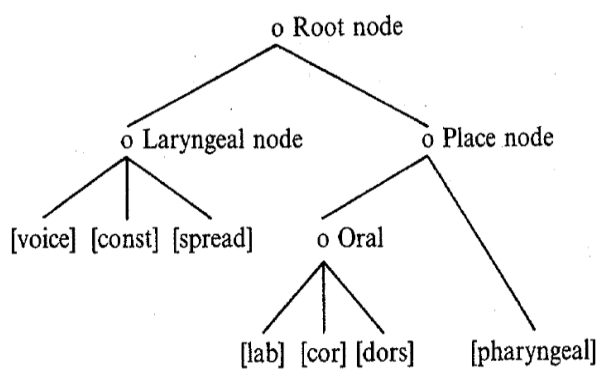 o Root node
o Laryngeal node o Place node
[voice] [const] [spread] o Oral
[lab] [cor] [dors] [pharyngeal]